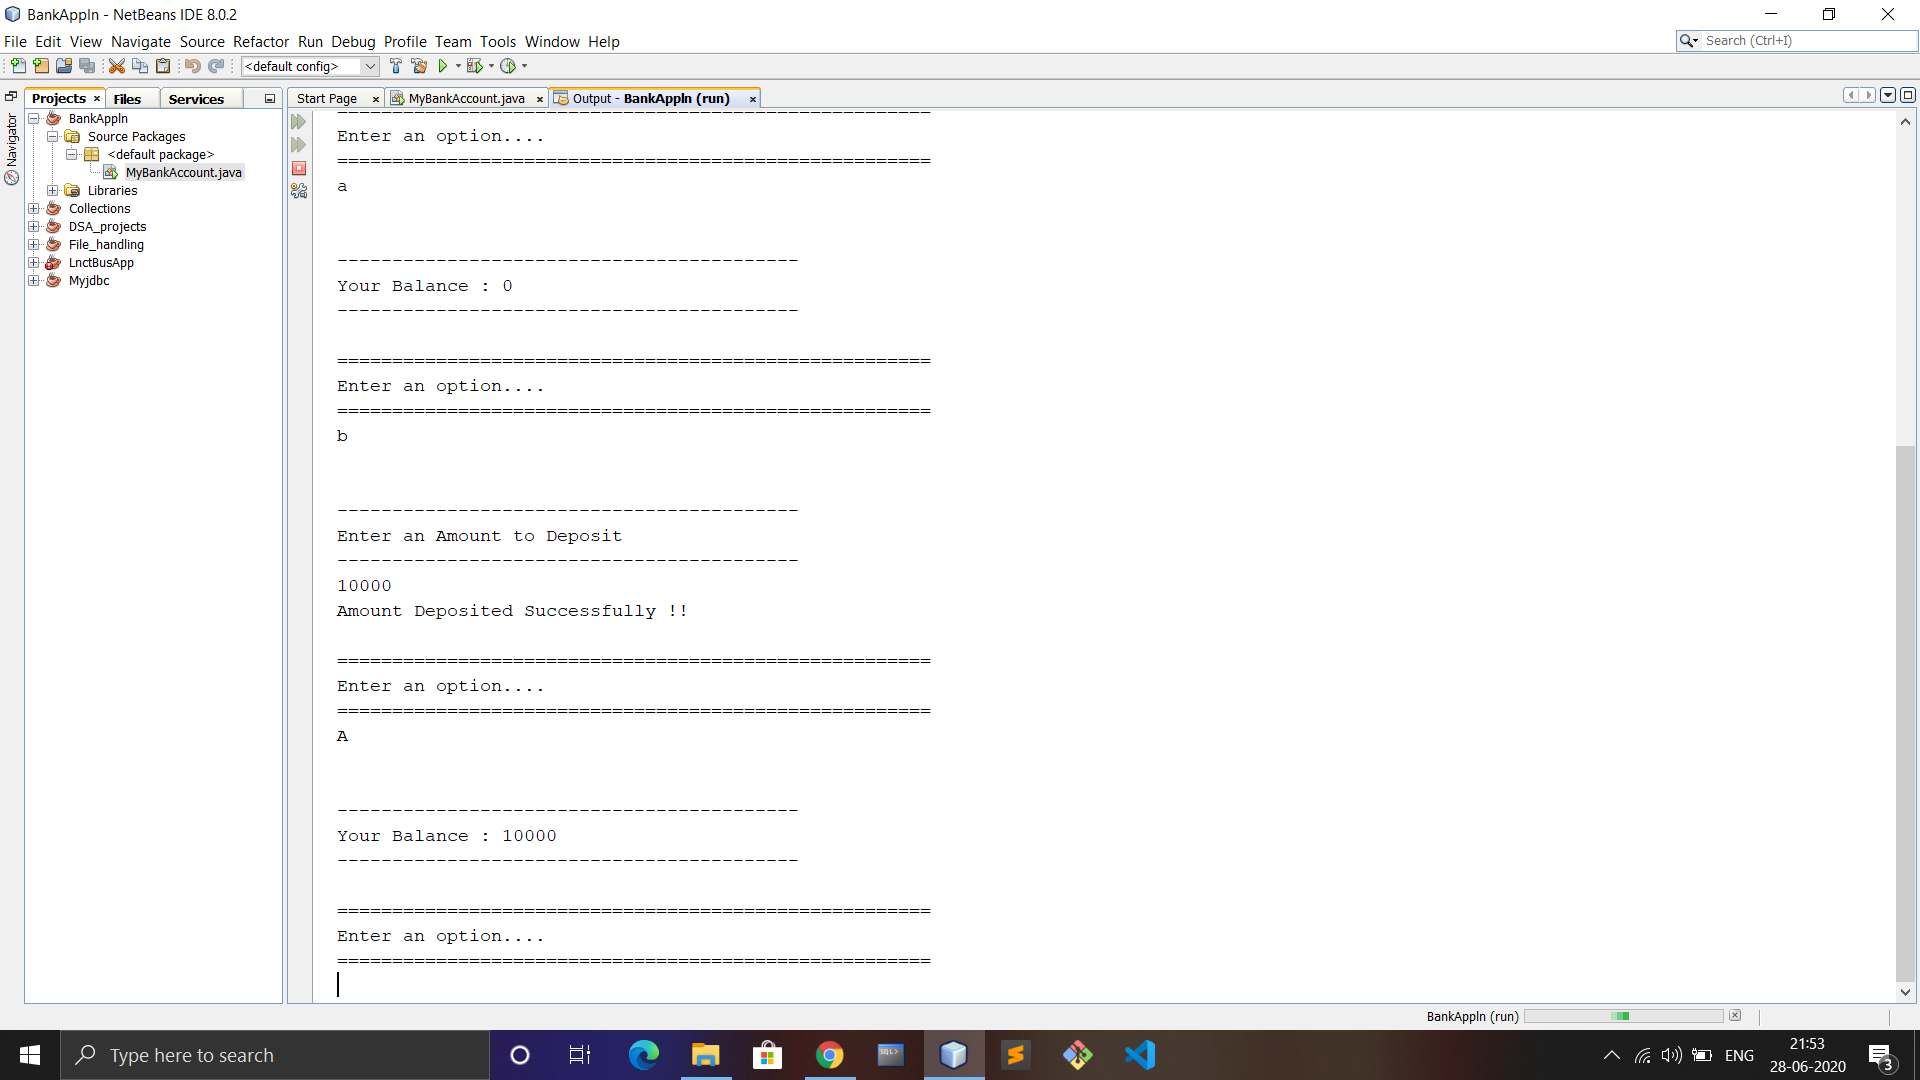 BankAppln - NetBeans IDE 8.0.2
File Edit View Navigate Source Refactor Run Debug Profile Team Tools Window Help
Search (Ctrl+I)
<default config>
Projects
Files
Services
Navigator
BankAppln
Source Packages
<default package>
MyBankAccount.java
Libraries
Collections
DSA_projects
File_handling
LnctBusApp
Myjdbc
Start Page
MyBankAccount.java
Output - BankAppln (run)
======================================================
Enter an option....
======================================================
a
------------------------------------------
Your Balance : 0
------------------------------------------
======================================================
Enter an option....
======================================================
b
------------------------------------------
Enter an Amount to Deposit
------------------------------------------
10000
Amount Deposited Successfully !!
======================================================
Enter an option....
======================================================
A
------------------------------------------
Your Balance : 10000
------------------------------------------
======================================================
Enter an option....
======================================================
BankAppln (run)
Type here to search
SQL>
ENG
21:53
28-06-2020
3